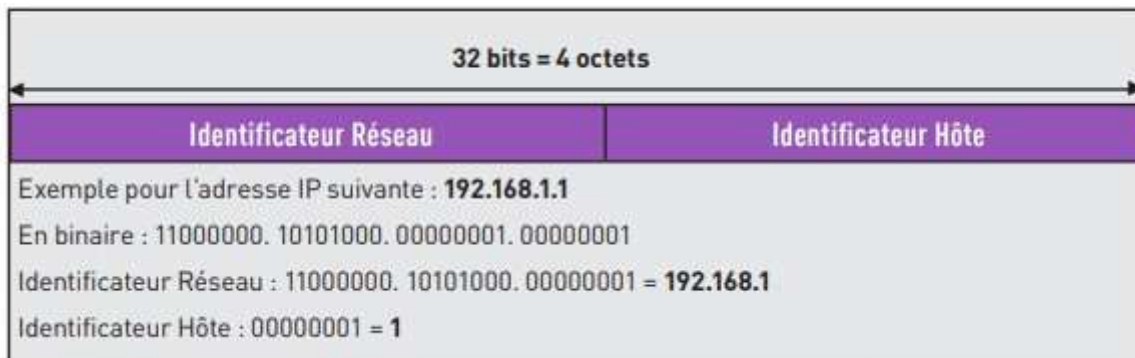 32 bits = 4 octets
Identificateur Réseau
Identificateur Hôte
Exemple pour l'adresse IP suivante : 192.168.1.1
En binaire : 11000000. 10101000. 00000001. 00000001
Identificateur Réseau : 11000000. 10101000. 00000001 = 192.168.1
Identificateur Hôte : 00000001 = 1